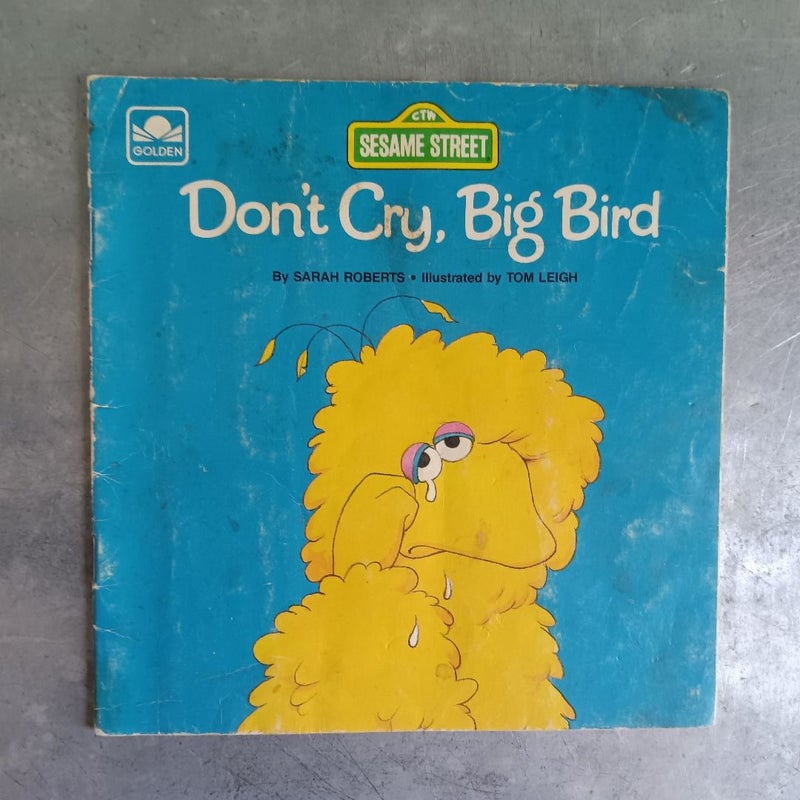 CTW
SESAME STREET
GOLDEN
Don't Cry, Big Bird
By SARAH ROBERTS • Illustrated by TOM LEIGH